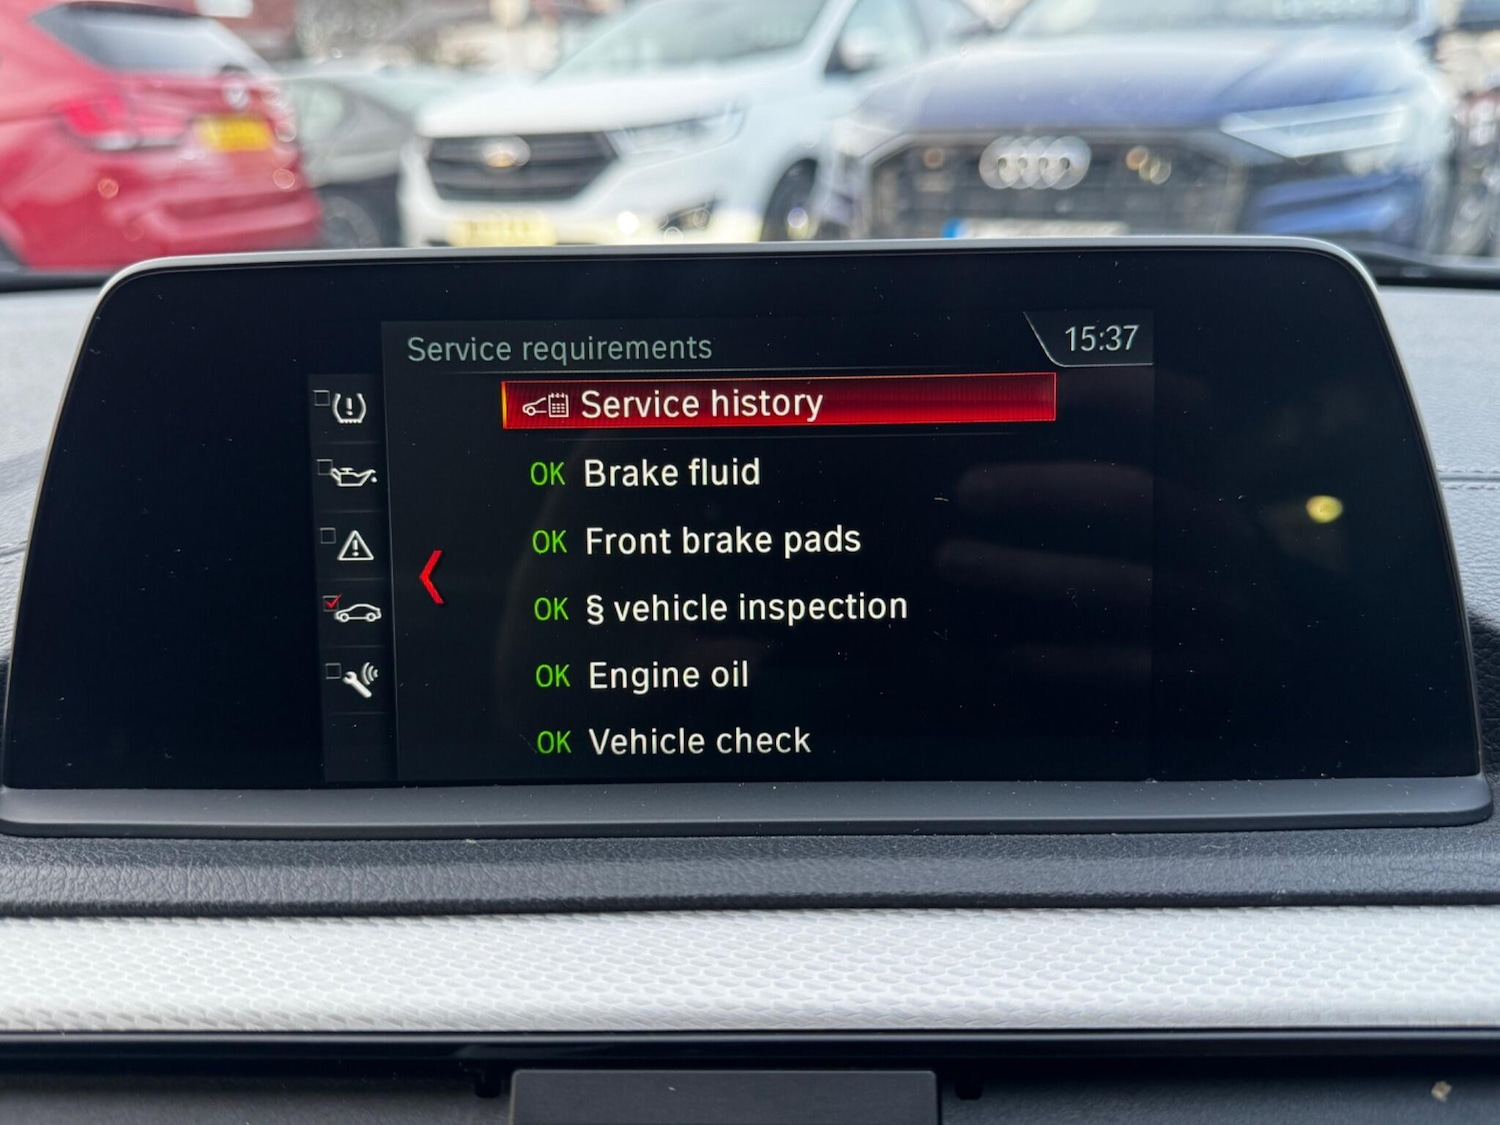 Service requirements
15:37
Service history
OK Brake fluid
OK Front brake pads
OK § vehicle inspection
OK Engine oil
OK Vehicle check